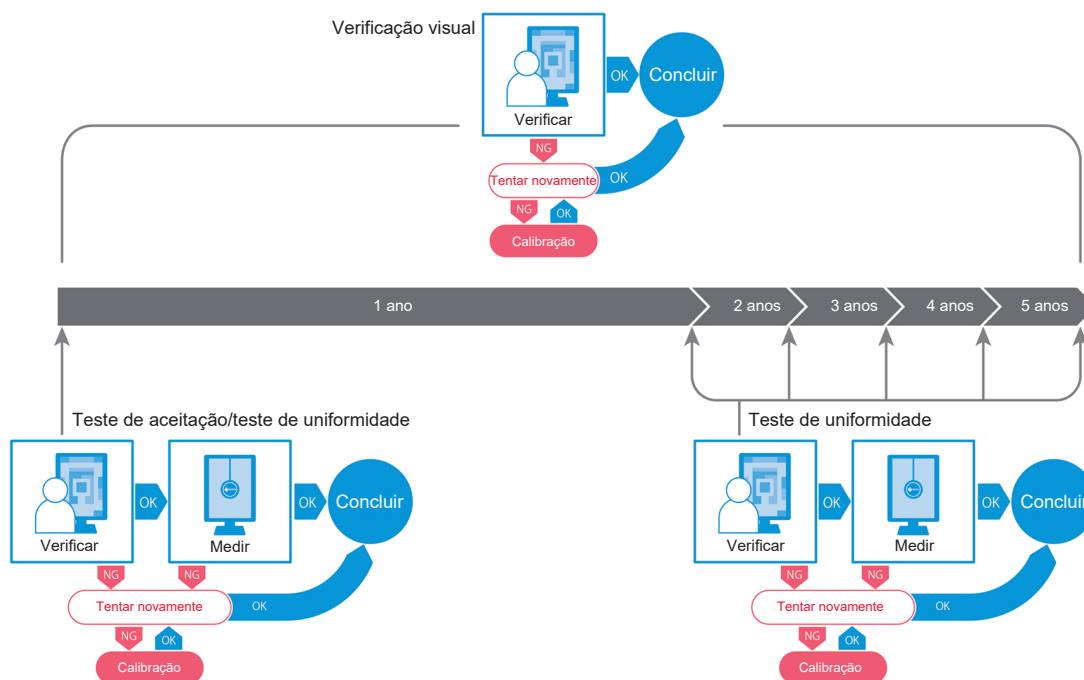 Verificação visual
OK
Concluir
Verificar
NG
Tentar novamente
OK
NG
OK
Calibração
1 ano
2 anos
3 anos
4 anos
5 anos
Teste de aceitação/teste de uniformidade
OK
OK
Concluir
Verificar
Medir
NG
NG
Tentar novamente
OK
NG
OK
Calibração
Teste de uniformidade
OK
OK
Concluir
Verificar
Medir
NG
NG
Tentar novamente
OK
NG
OK
Calibração